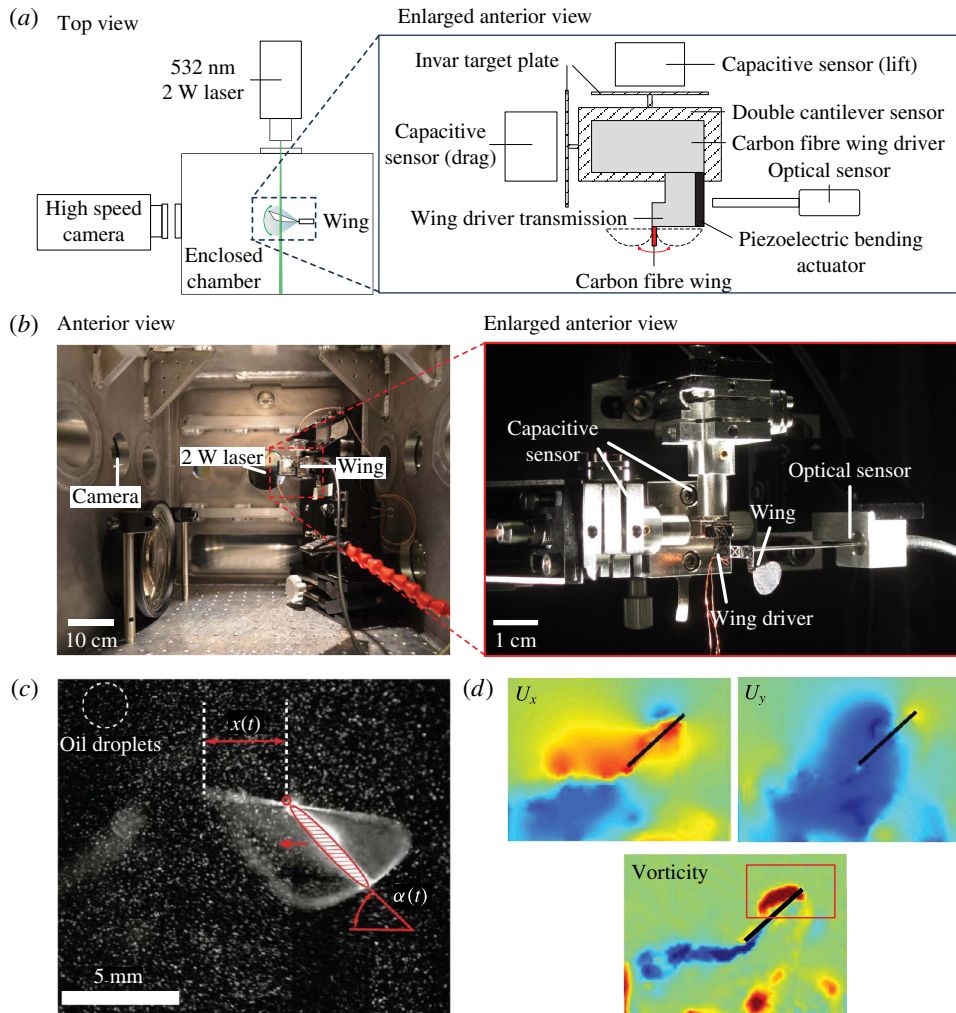 (a) Top view
Enlarged anterior view
532 nm
2 W laser
High speed
camera
Enclosed
chamber
Wing
Invar target plate
Capacitive sensor (lift)
Capacitive
sensor (drag)
Double cantilever sensor
Carbon fibre wing driver
Optical sensor
Wing driver transmission
Piezoelectric bending
actuator
Carbon fibre wing
(b) Anterior view
Enlarged anterior view
2 W laser
Wing
Camera
10 cm
Capacitive
sensor
Optical sensor
Wing
Wing driver
1 cm
(c)
Oil droplets
x(t)
α(t)
5 mm
(d)
Ux
Uy
Vorticity